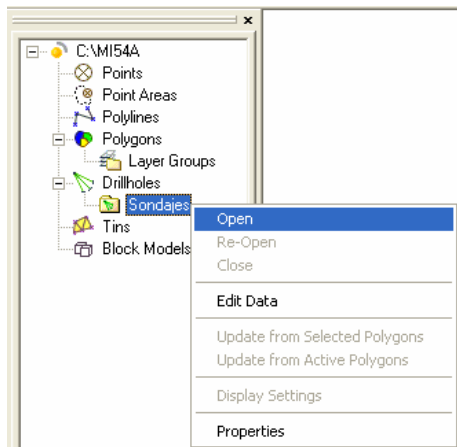 C:\MI54A
Points
Point Areas
Polylines
Polygons
Layer Groups
Drillholes
Sondajes
Tins
Block Models
Open
Re-Open
Close
Edit Data
Update from Selected Polygons
Update from Active Polygons
Display Settings
Properties